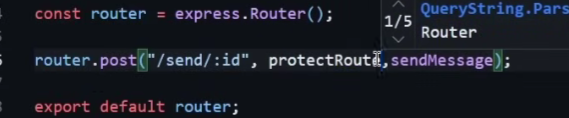 const router = express.Router();
1/5
QueryString.Pars
Router
router.post("/send/:id", protectRoute,sendMessage);
export default router;